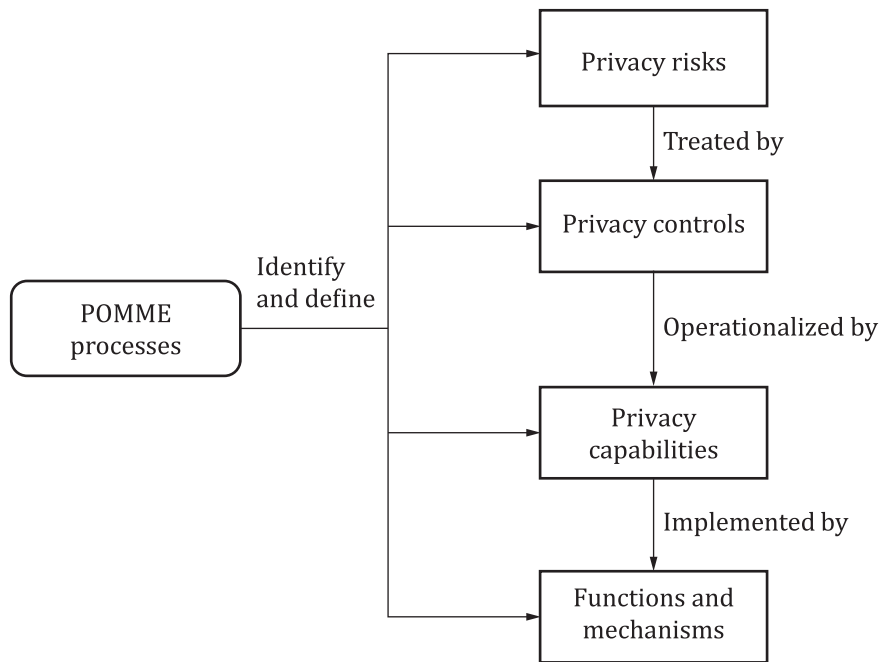 Privacy risks
Treated by
Privacy controls
Identify
and define
POMME
processes
Operationalized by
Privacy
capabilities
Implemented by
Functions and
mechanisms